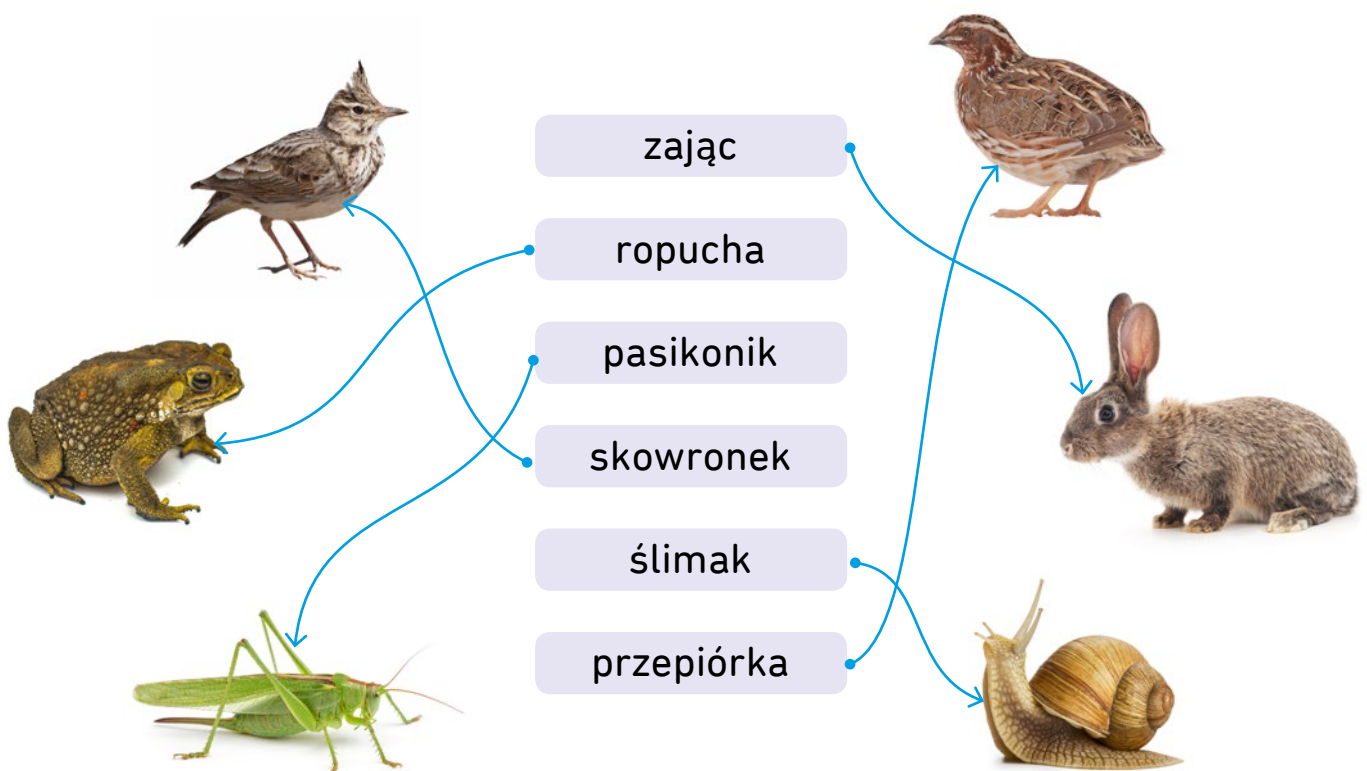 zając
ropucha
pasikonik
skowronek
ślimak
przepiórka